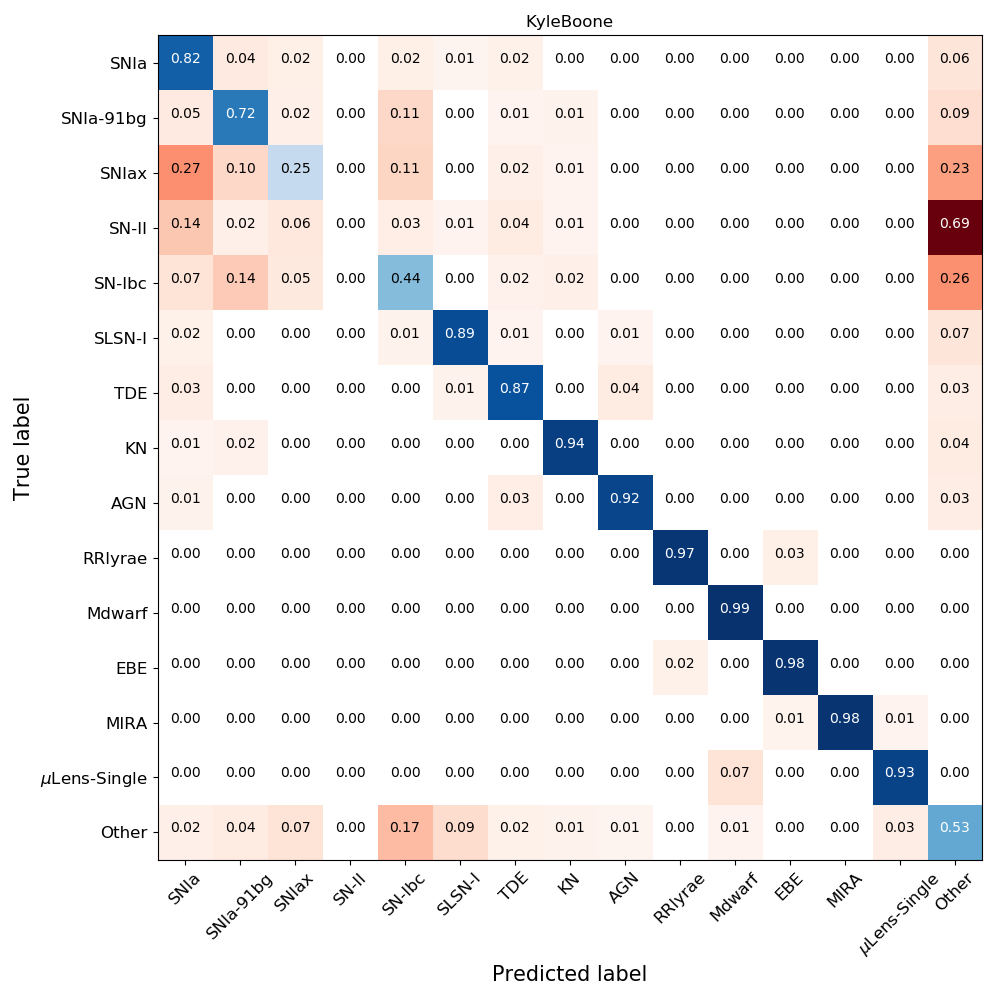 KyleBoone
SNIa 0.82 0.04 0.02 0.00 0.02 0.01 0.02 0.00 0.00 0.00 0.00 0.00 0.00 0.00 0.06
SNIa-91bg 0.05 0.72 0.02 0.00 0.11 0.00 0.01 0.01 0.00 0.00 0.00 0.00 0.00 0.00 0.09
SNIax 0.27 0.10 0.25 0.00 0.11 0.00 0.02 0.01 0.00 0.00 0.00 0.00 0.00 0.00 0.23
SN-II 0.14 0.02 0.06 0.00 0.03 0.01 0.04 0.01 0.00 0.00 0.00 0.00 0.00 0.00 0.69
SN-Ibc 0.07 0.14 0.05 0.00 0.44 0.00 0.02 0.02 0.00 0.00 0.00 0.00 0.00 0.00 0.26
SLSN-I 0.02 0.00 0.00 0.00 0.01 0.89 0.01 0.00 0.01 0.00 0.00 0.00 0.00 0.00 0.07
TDE 0.03 0.00 0.00 0.00 0.00 0.01 0.87 0.00 0.04 0.00 0.00 0.00 0.00 0.00 0.03
KN 0.01 0.02 0.00 0.00 0.00 0.00 0.00 0.94 0.00 0.00 0.00 0.00 0.00 0.00 0.04
AGN 0.01 0.00 0.00 0.00 0.00 0.00 0.03 0.00 0.92 0.00 0.00 0.00 0.00 0.00 0.03
RRlyrae 0.00 0.00 0.00 0.00 0.00 0.00 0.00 0.00 0.00 0.97 0.00 0.03 0.00 0.00 0.00
Mdwarf 0.00 0.00 0.00 0.00 0.00 0.00 0.00 0.00 0.00 0.00 0.99 0.00 0.00 0.00 0.00
EBE 0.00 0.00 0.00 0.00 0.00 0.00 0.00 0.00 0.00 0.02 0.00 0.98 0.00 0.00 0.00
MIRA 0.00 0.00 0.00 0.00 0.00 0.00 0.00 0.00 0.00 0.00 0.00 0.01 0.98 0.01 0.00
μLens-Single 0.00 0.00 0.00 0.00 0.00 0.00 0.00 0.00 0.00 0.00 0.07 0.00 0.00 0.93 0.00
Other 0.02 0.04 0.07 0.00 0.17 0.09 0.02 0.01 0.01 0.00 0.01 0.00 0.00 0.03 0.53
SNIa SNIa-91bg SNIax SN-II SN-Ibc SLSN-I TDE KN AGN RRlyrae Mdwarf EBE MIRA μLens-Single Other
True label
Predicted label